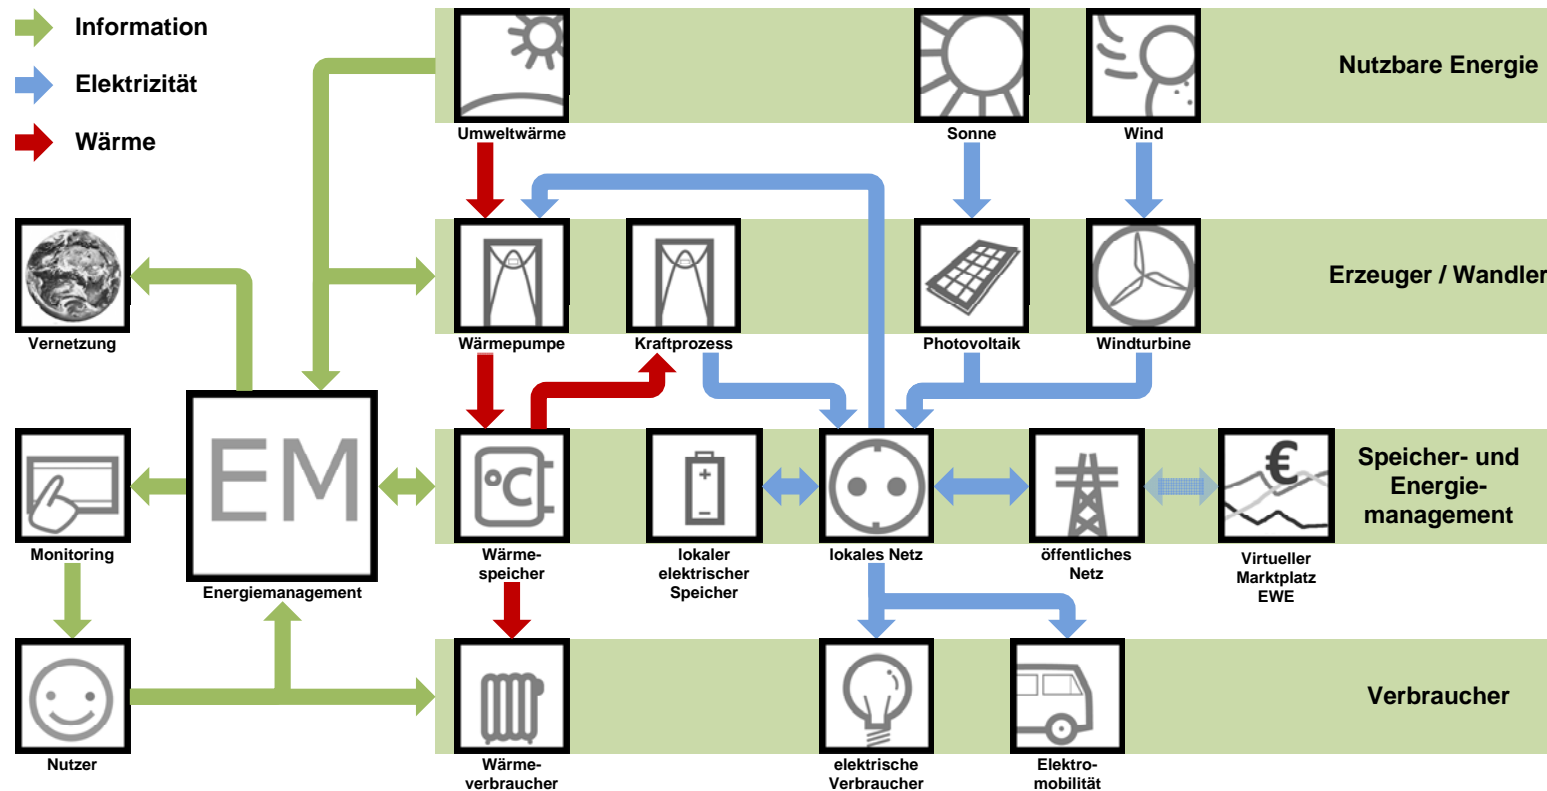 Information
Elektrizität
Wärme
Nutzbare Energie
Umweltwärme
Sonne
Wind
Erzeuger / Wandler
Vernetzung
Wärmepumpe
Kraftprozess
Photovoltaik
Windturbine
EM
°C
+
–
€
Speicher- und
Energie-
management
Monitoring
Energiemanagement
Wärme-
speicher
lokaler
elektrischer
Speicher
lokales Netz
öffentliches
Netz
Virtueller
Marktplatz
EWE
Verbraucher
Nutzer
Wärme-
verbraucher
elektrische
Verbraucher
Elektro-
mobilität